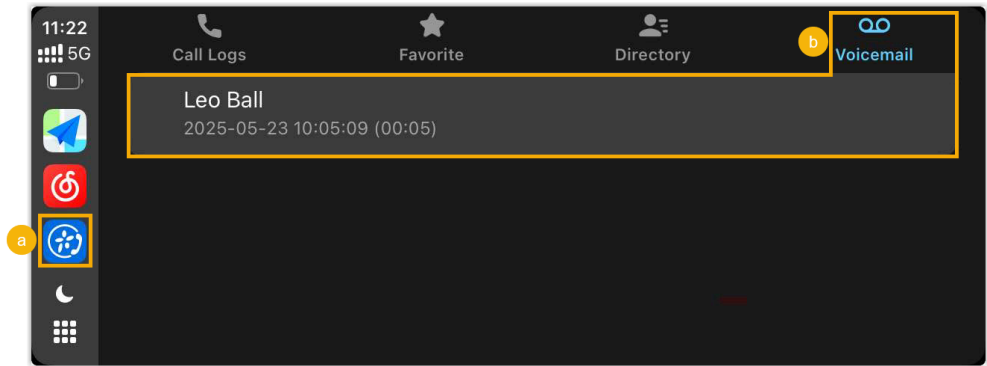 11:22
5G
Call Logs
Favorite
Directory
b
Voicemail
Leo Ball
2025-05-23 10:05:09 (00:05)
a